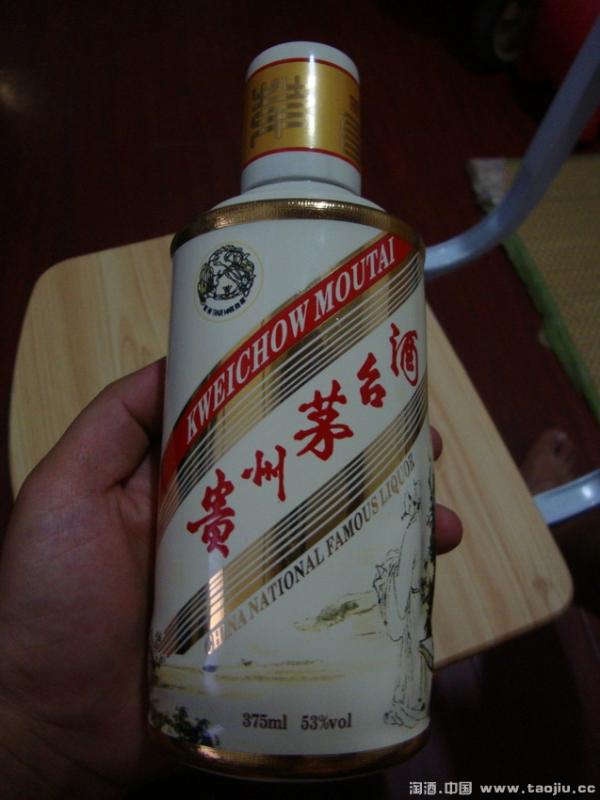 KWEICHOW MOUTAI
贵州茅台酒
CHINA NATIONAL FAMOUS LIQUOR
375ml 53%vol
淘酒.中国 www.taojiu.cc